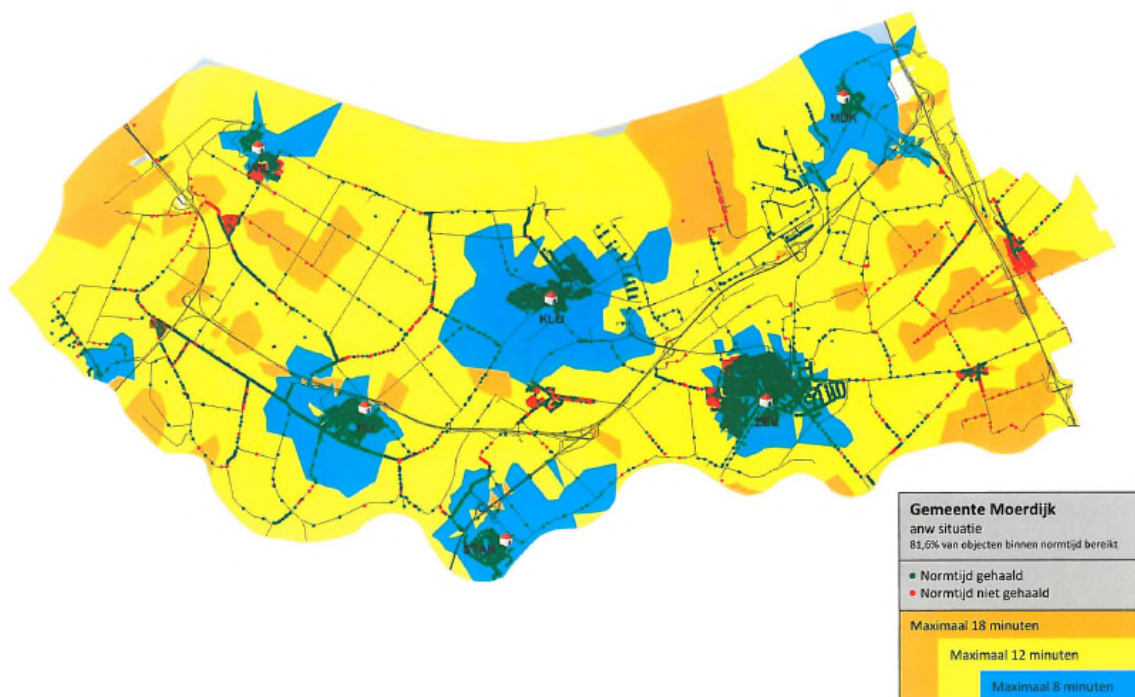 MDK
KLU
ZBV
STAN
Gemeente Moerdijk
anw situatie
81,6% van objecten binnen normtijd bereikt
• Normtijd gehaald
• Normtijd niet gehaald
Maximaal 18 minuten
Maximaal 12 minuten
Maximaal 8 minuten